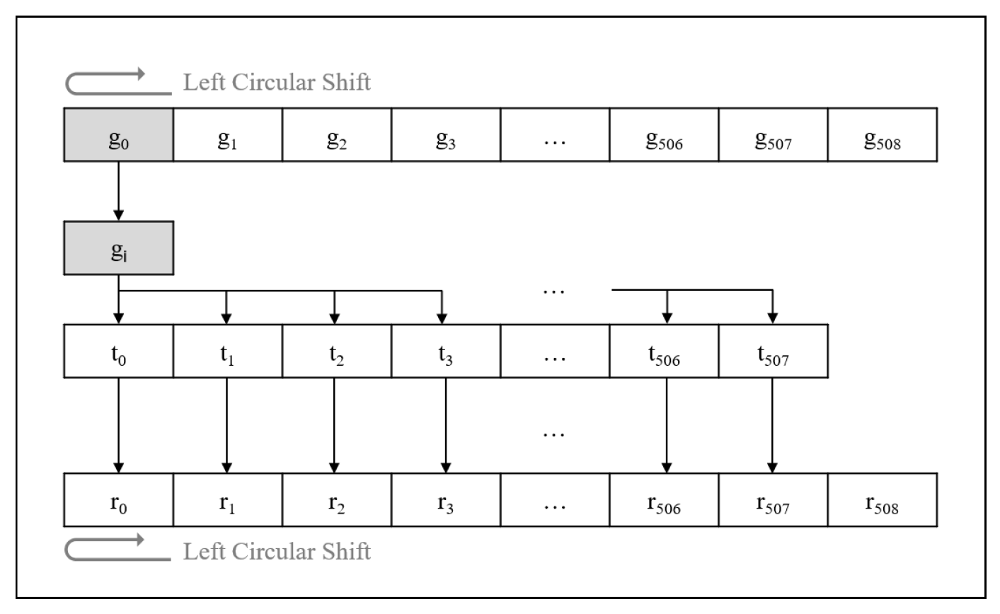 Left Circular Shift
g₀ g₁ g₂ g₃ … g₅₀₆ g₅₀₇ g₅₀₈
gᵢ
…
t₀ t₁ t₂ t₃ … t₅₀₆ t₅₀₇
…
r₀ r₁ r₂ r₃ … r₅₀₆ r₅₀₇ r₅₀₈
Left Circular Shift